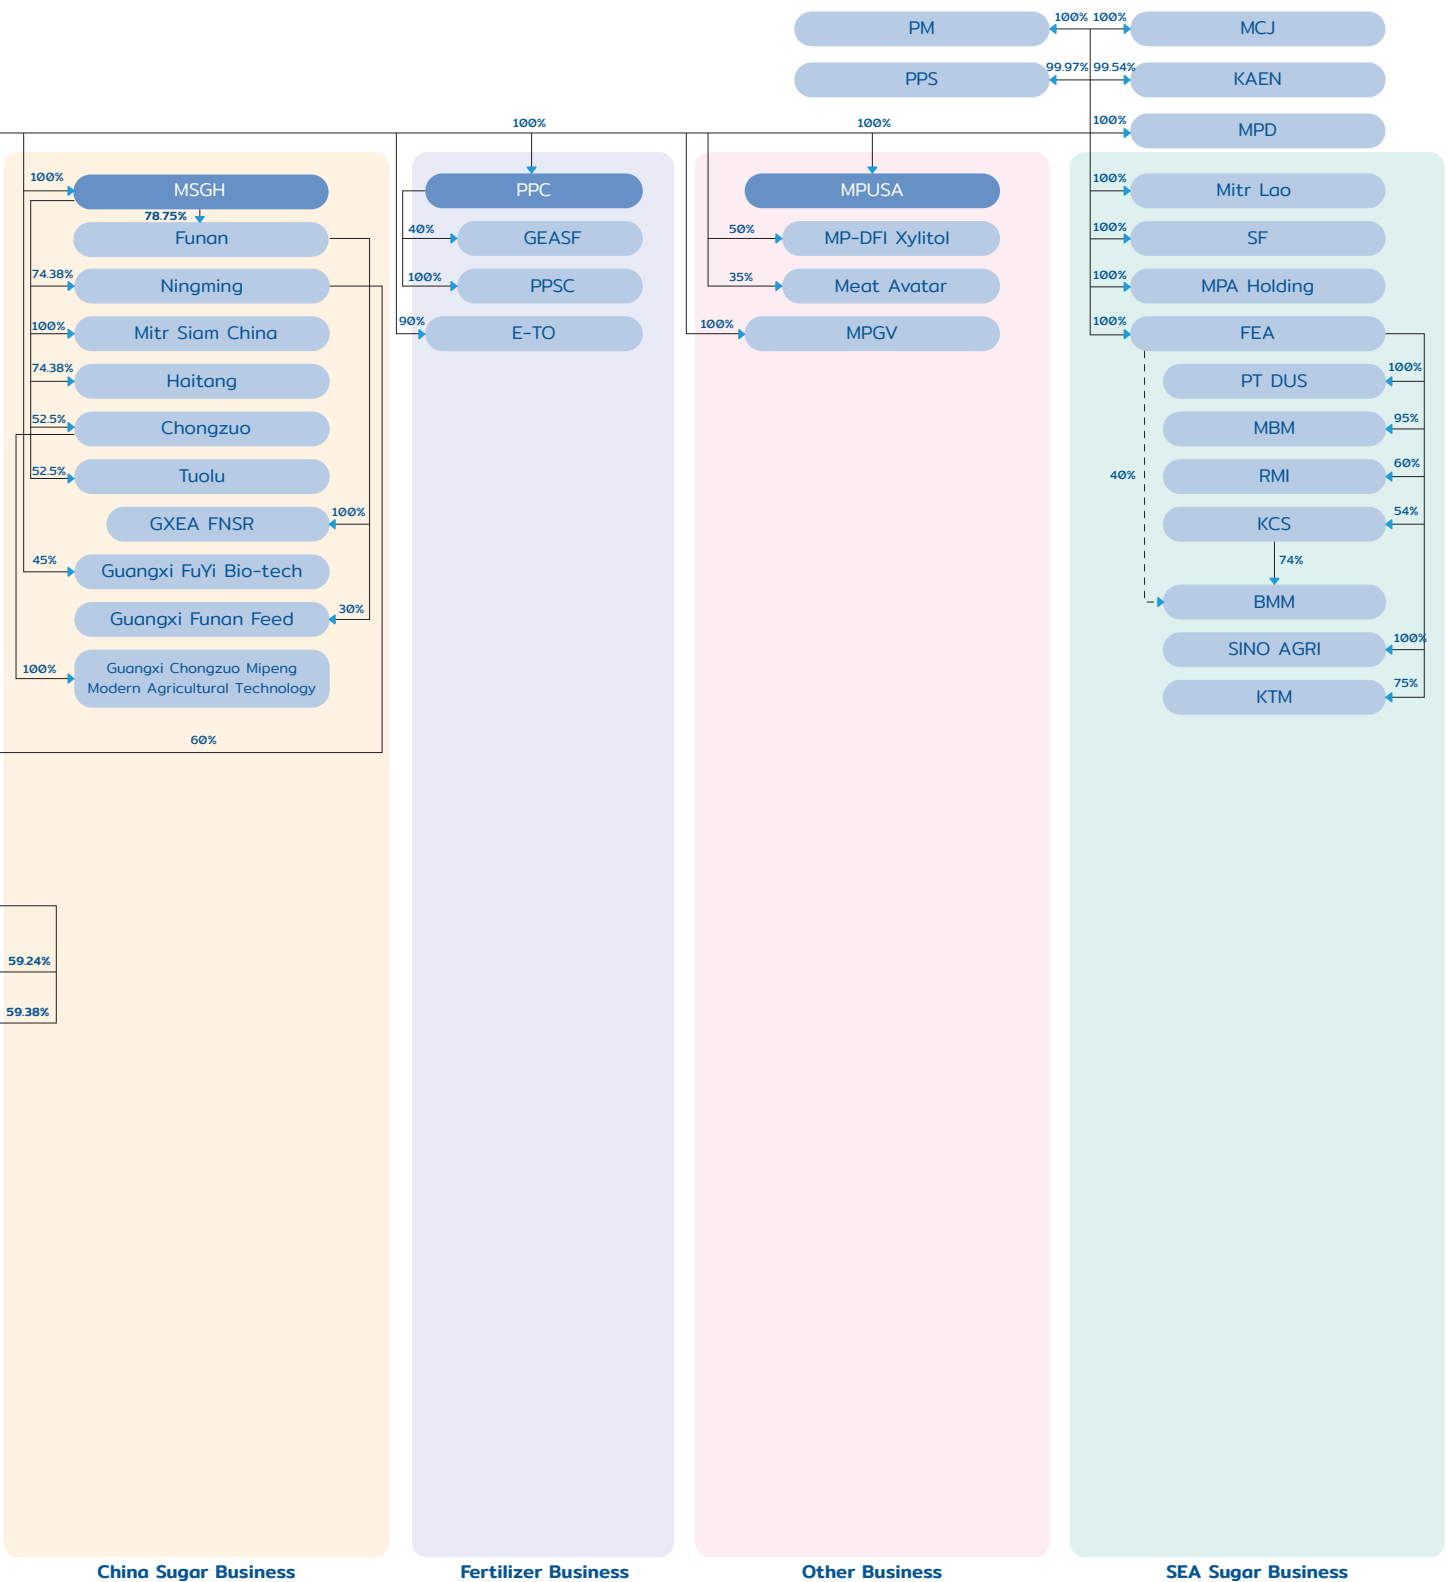 PM
100%
100%
MCJ
PPS
99.97%
99.54%
KAEN
100%
100%
100%
MPD
100%
MSGH
78.75%
Funan
74.38%
Ningming
100%
Mitr Siam China
74.38%
Haitang
52.5%
Chongzuo
52.5%
Tuolu
GXEA FNSR
100%
45%
Guangxi FuYi Bio-tech
Guangxi Funan Feed
30%
100%
Guangxi Chongzuo Mipeng
Modern Agricultural Technology
60%
59.24%
59.38%
China Sugar Business
PPC
40%
GEASF
100%
PPSC
90%
E-TO
Fertilizer Business
MPUSA
50%
MP-DFI Xylitol
35%
Meat Avatar
100%
MPGV
Other Business
100%
Mitr Lao
100%
SF
100%
MPA Holding
100%
FEA
PT DUS
100%
MBM
95%
40%
RMI
60%
KCS
54%
74%
BMM
SINO AGRI
100%
KTM
75%
SEA Sugar Business